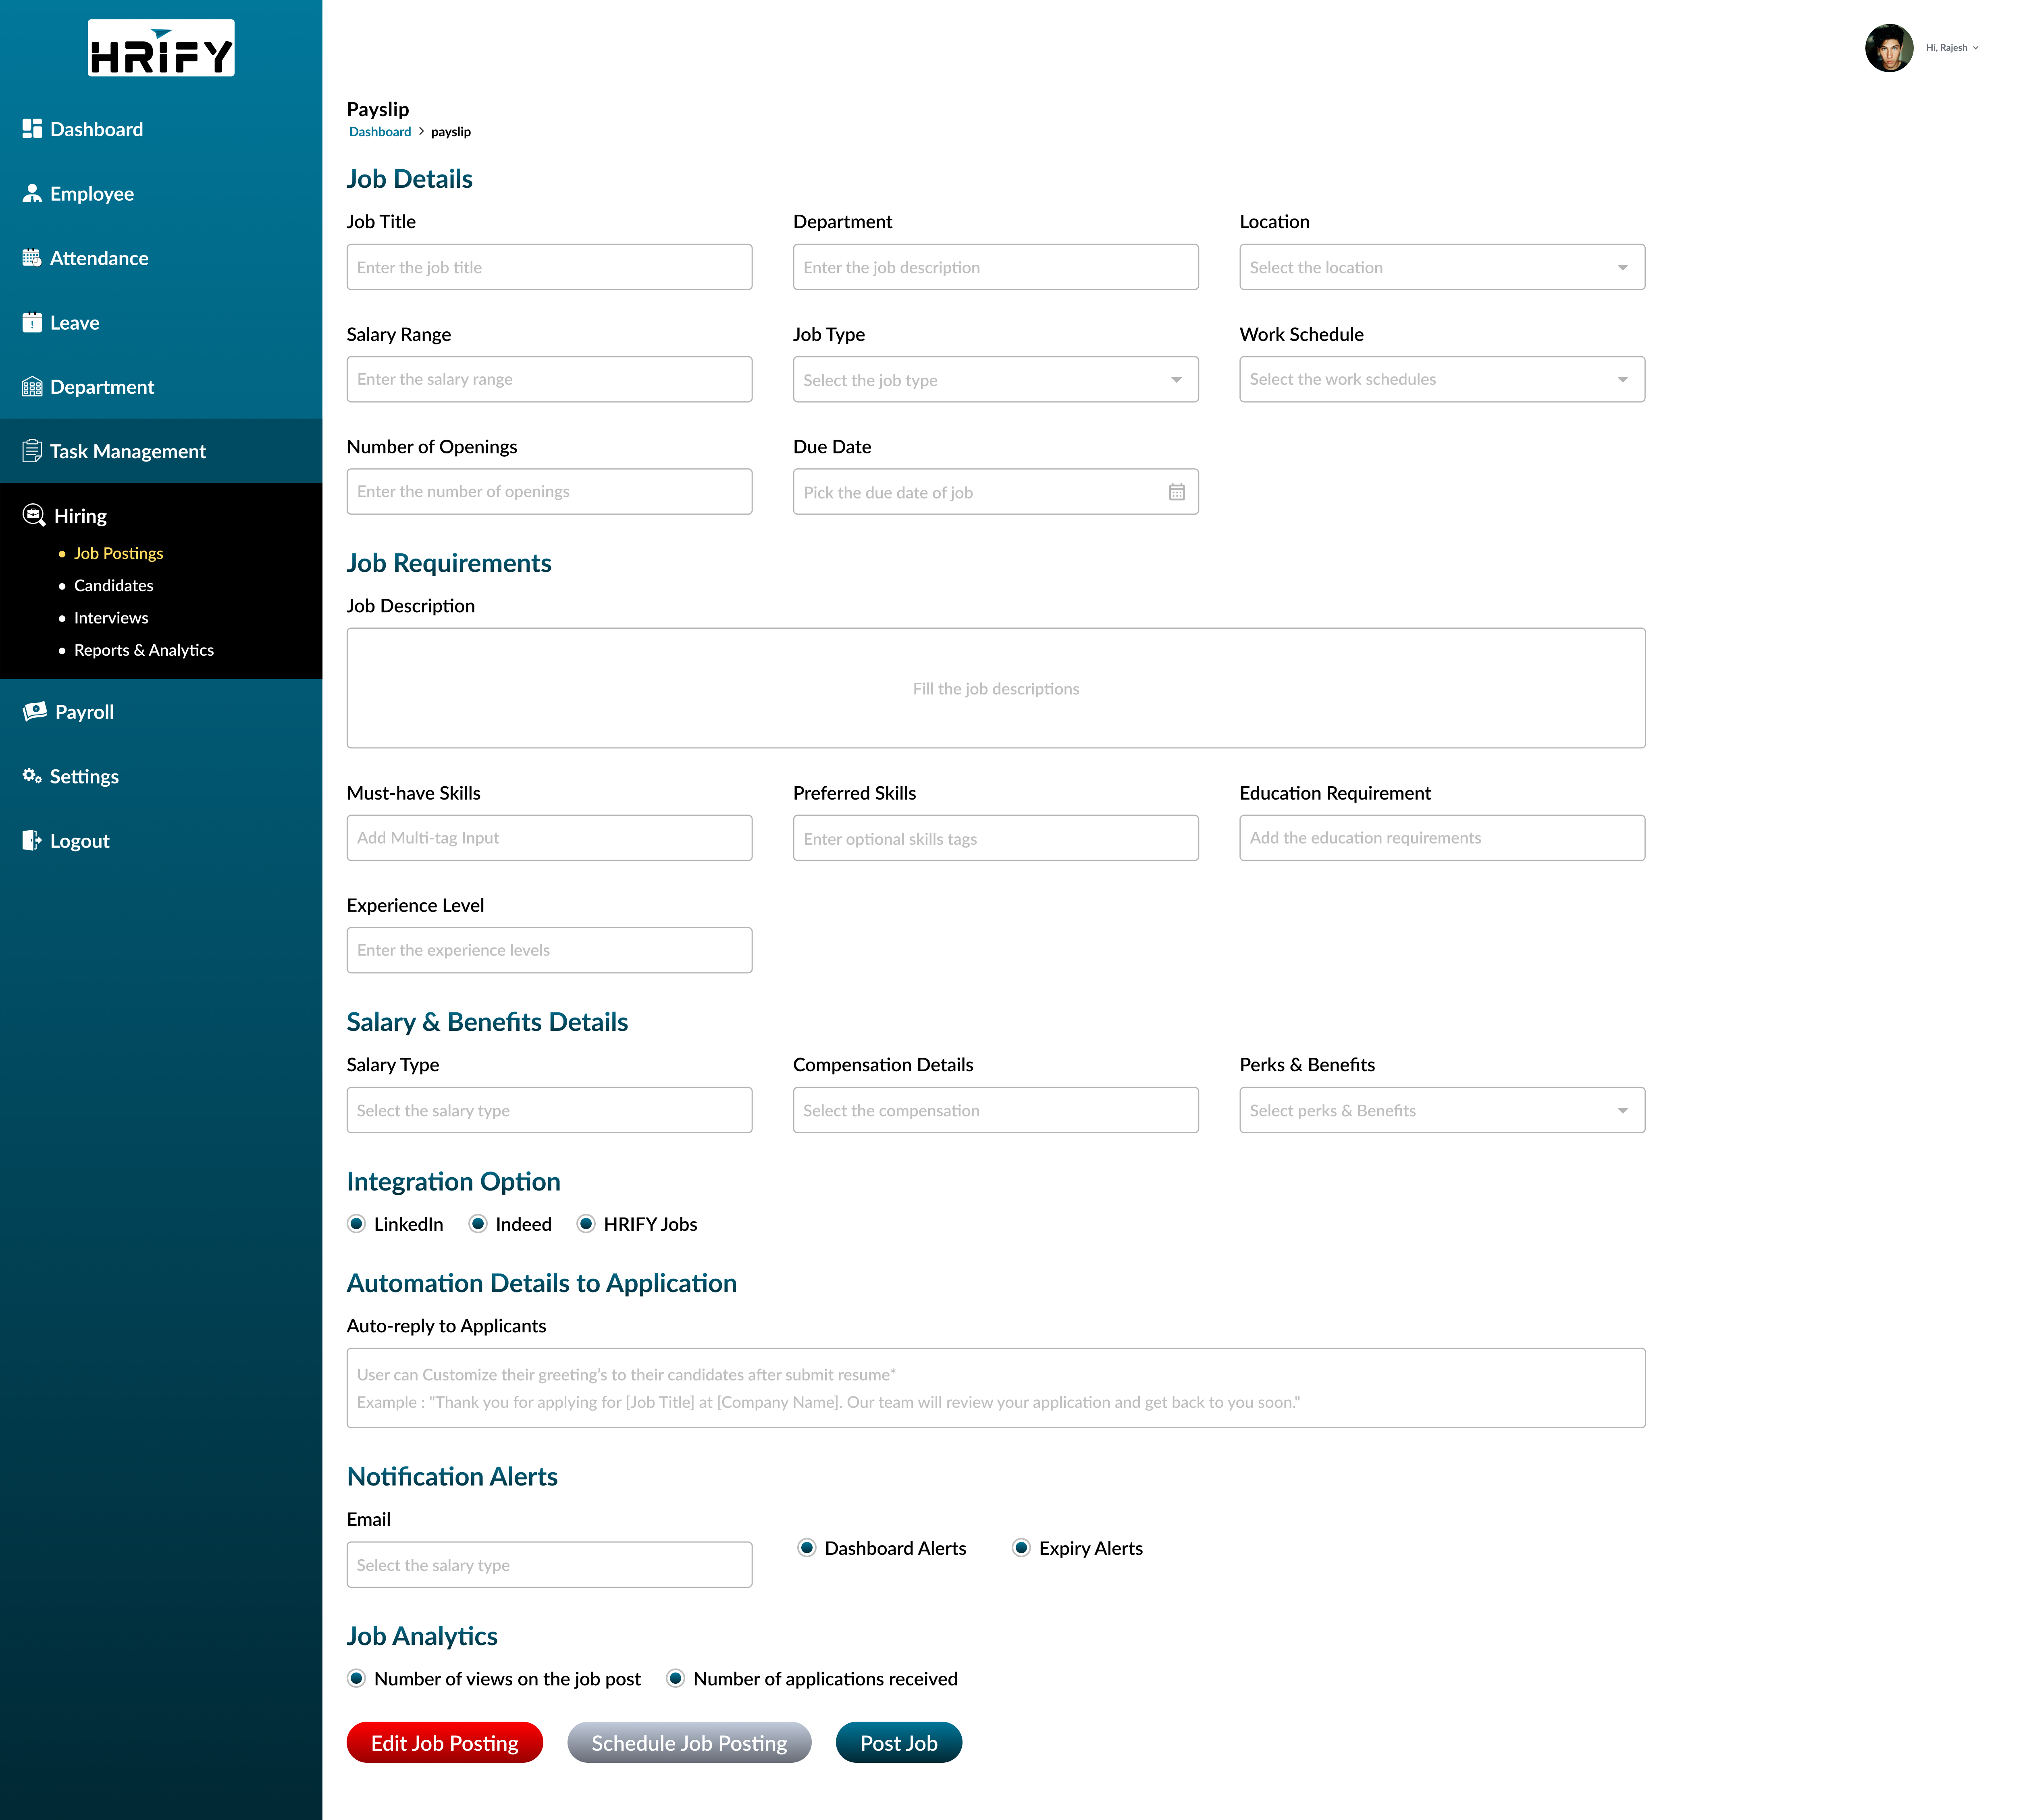 HRIFY
Hi, Rajesh
Dashboard
Employee
Attendance
Leave
Department
Task Management
Hiring
Job Postings
Candidates
Interviews
Reports & Analytics
Payroll
Settings
Logout
Payslip
Dashboard > payslip
Job Details
Job Title
Department
Location
Enter the job title
Enter the job description
Select the location
Salary Range
Job Type
Work Schedule
Enter the salary range
Select the job type
Select the work schedules
Number of Openings
Due Date
Enter the number of openings
Pick the due date of job
Job Requirements
Job Description
Fill the job descriptions
Must-have Skills
Preferred Skills
Education Requirement
Add Multi-tag Input
Enter optional skills tags
Add the education requirements
Experience Level
Enter the experience levels
Salary & Benefits Details
Salary Type
Compensation Details
Perks & Benefits
Select the salary type
Select the compensation
Select perks & Benefits
Integration Option
LinkedIn
Indeed
HRIFY Jobs
Automation Details to Application
Auto-reply to Applicants
User can Customize their greeting's to their candidates after submit resume*
Example : "Thank you for applying for [Job Title] at [Company Name]. Our team will review your application and get back to you soon."
Notification Alerts
Email
Select the salary type
Dashboard Alerts
Expiry Alerts
Job Analytics
Number of views on the job post
Number of applications received
Edit Job Posting
Schedule Job Posting
Post Job